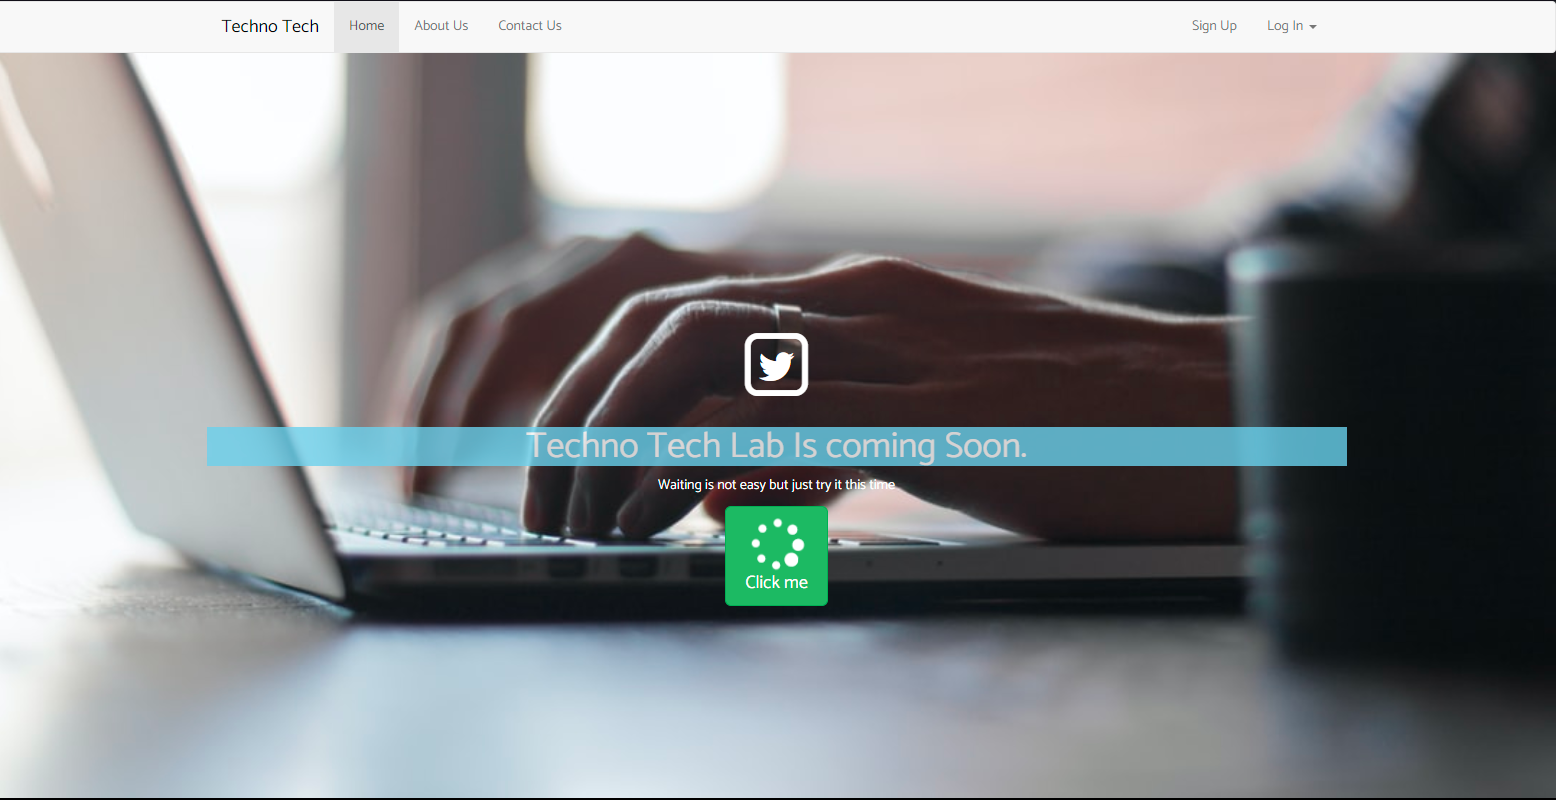 Techno Tech Home About Us Contact Us Sign Up Log In
Techno Tech Lab Is coming Soon.
Waiting is not easy but just try it this time.
Click me